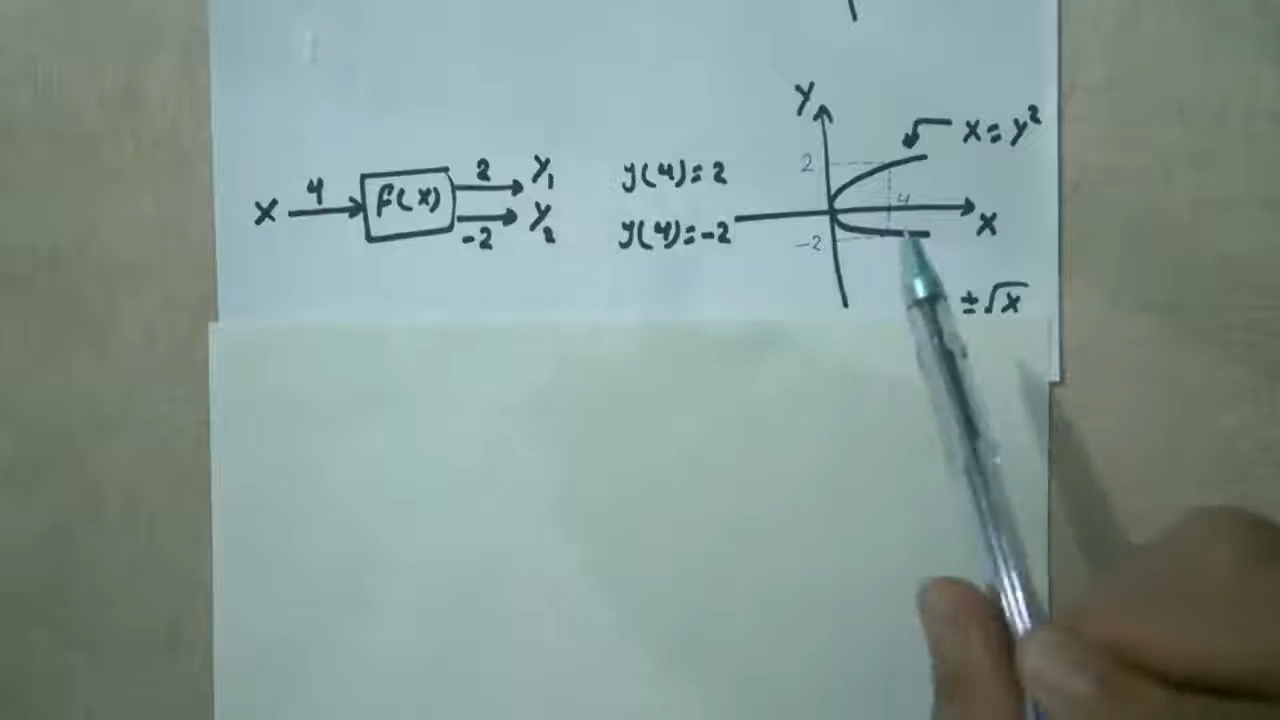 X 4 F(X) 2 Y₁
-2 Y₂
y(4)=2
y(4)=-2
Y
X=Y²
2
4
X
-2
±√X